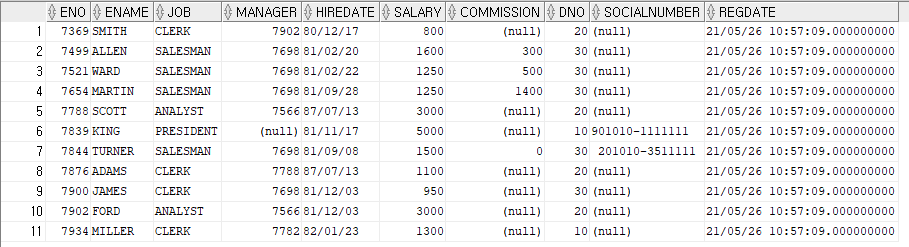 ENO ENAME JOB MANAGER HIREDATE SALARY COMMISSION DNO SOCIALNUMBER REGDATE
1 7369 SMITH CLERK 7902 80/12/17 800 (null) 20 (null) 21/05/26 10:57:09.000000000
2 7499 ALLEN SALESMAN 7698 81/02/20 1600 300 30 (null) 21/05/26 10:57:09.000000000
3 7521 WARD SALESMAN 7698 81/02/22 1250 500 30 (null) 21/05/26 10:57:09.000000000
4 7654 MARTIN SALESMAN 7698 81/09/28 1250 1400 30 (null) 21/05/26 10:57:09.000000000
5 7788 SCOTT ANALYST 7566 87/07/13 3000 (null) 20 (null) 21/05/26 10:57:09.000000000
6 7839 KING PRESIDENT (null) 81/11/17 5000 (null) 10 901010-1111111 21/05/26 10:57:09.000000000
7 7844 TURNER SALESMAN 7698 81/09/08 1500 0 30 201010-3511111 21/05/26 10:57:09.000000000
8 7876 ADAMS CLERK 7788 87/07/13 1100 (null) 20 (null) 21/05/26 10:57:09.000000000
9 7900 JAMES CLERK 7698 81/12/03 950 (null) 30 (null) 21/05/26 10:57:09.000000000
10 7902 FORD ANALYST 7566 81/12/03 3000 (null) 20 (null) 21/05/26 10:57:09.000000000
11 7934 MILLER CLERK 7782 82/01/23 1300 (null) 10 (null) 21/05/26 10:57:09.000000000